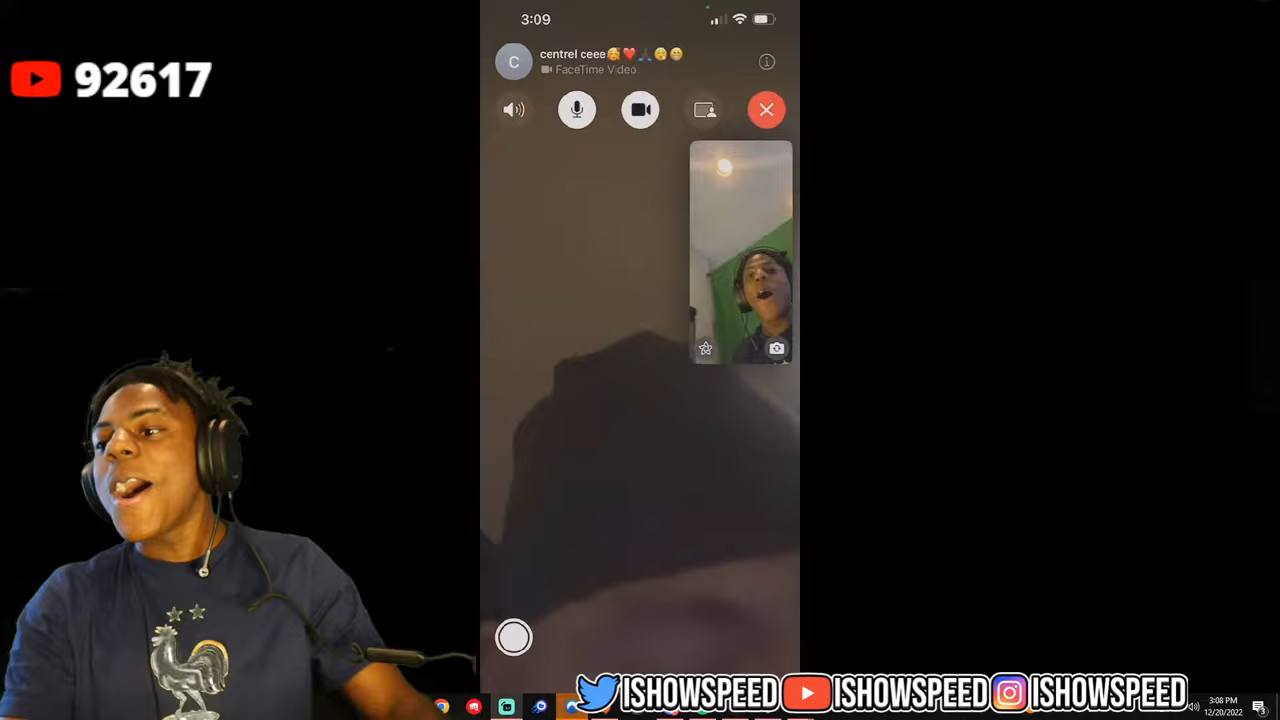 92617
3:09
C
centrel ceee🥰❤️🙏🏿😚😁
FaceTime Video
ISHOWSPEED ISHOWSPEED ISHOWSPEED
3:08 PM
12/20/2022